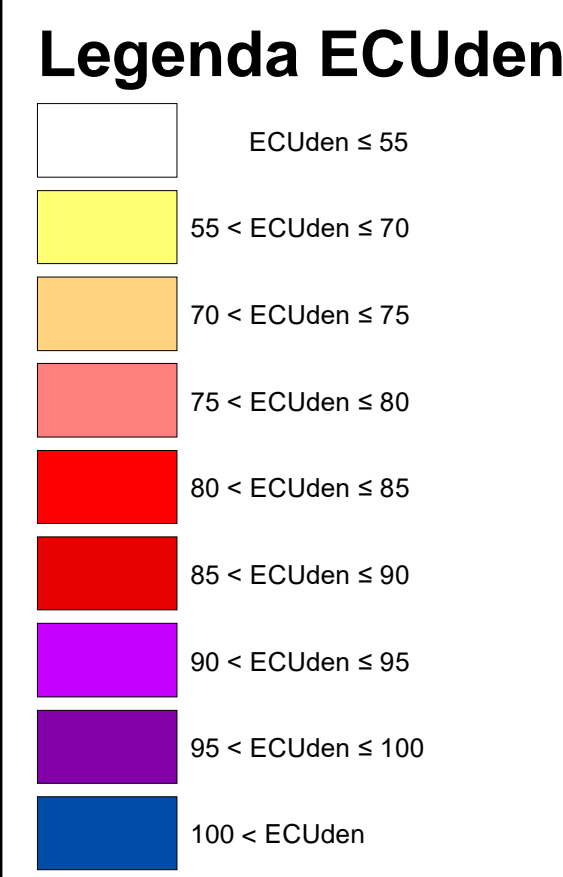 Legenda ECUden
ECUden ≤ 55
55 < ECUden ≤ 70
70 < ECUden ≤ 75
75 < ECUden ≤ 80
80 < ECUden ≤ 85
85 < ECUden ≤ 90
90 < ECUden ≤ 95
95 < ECUden ≤ 100
100 < ECUden